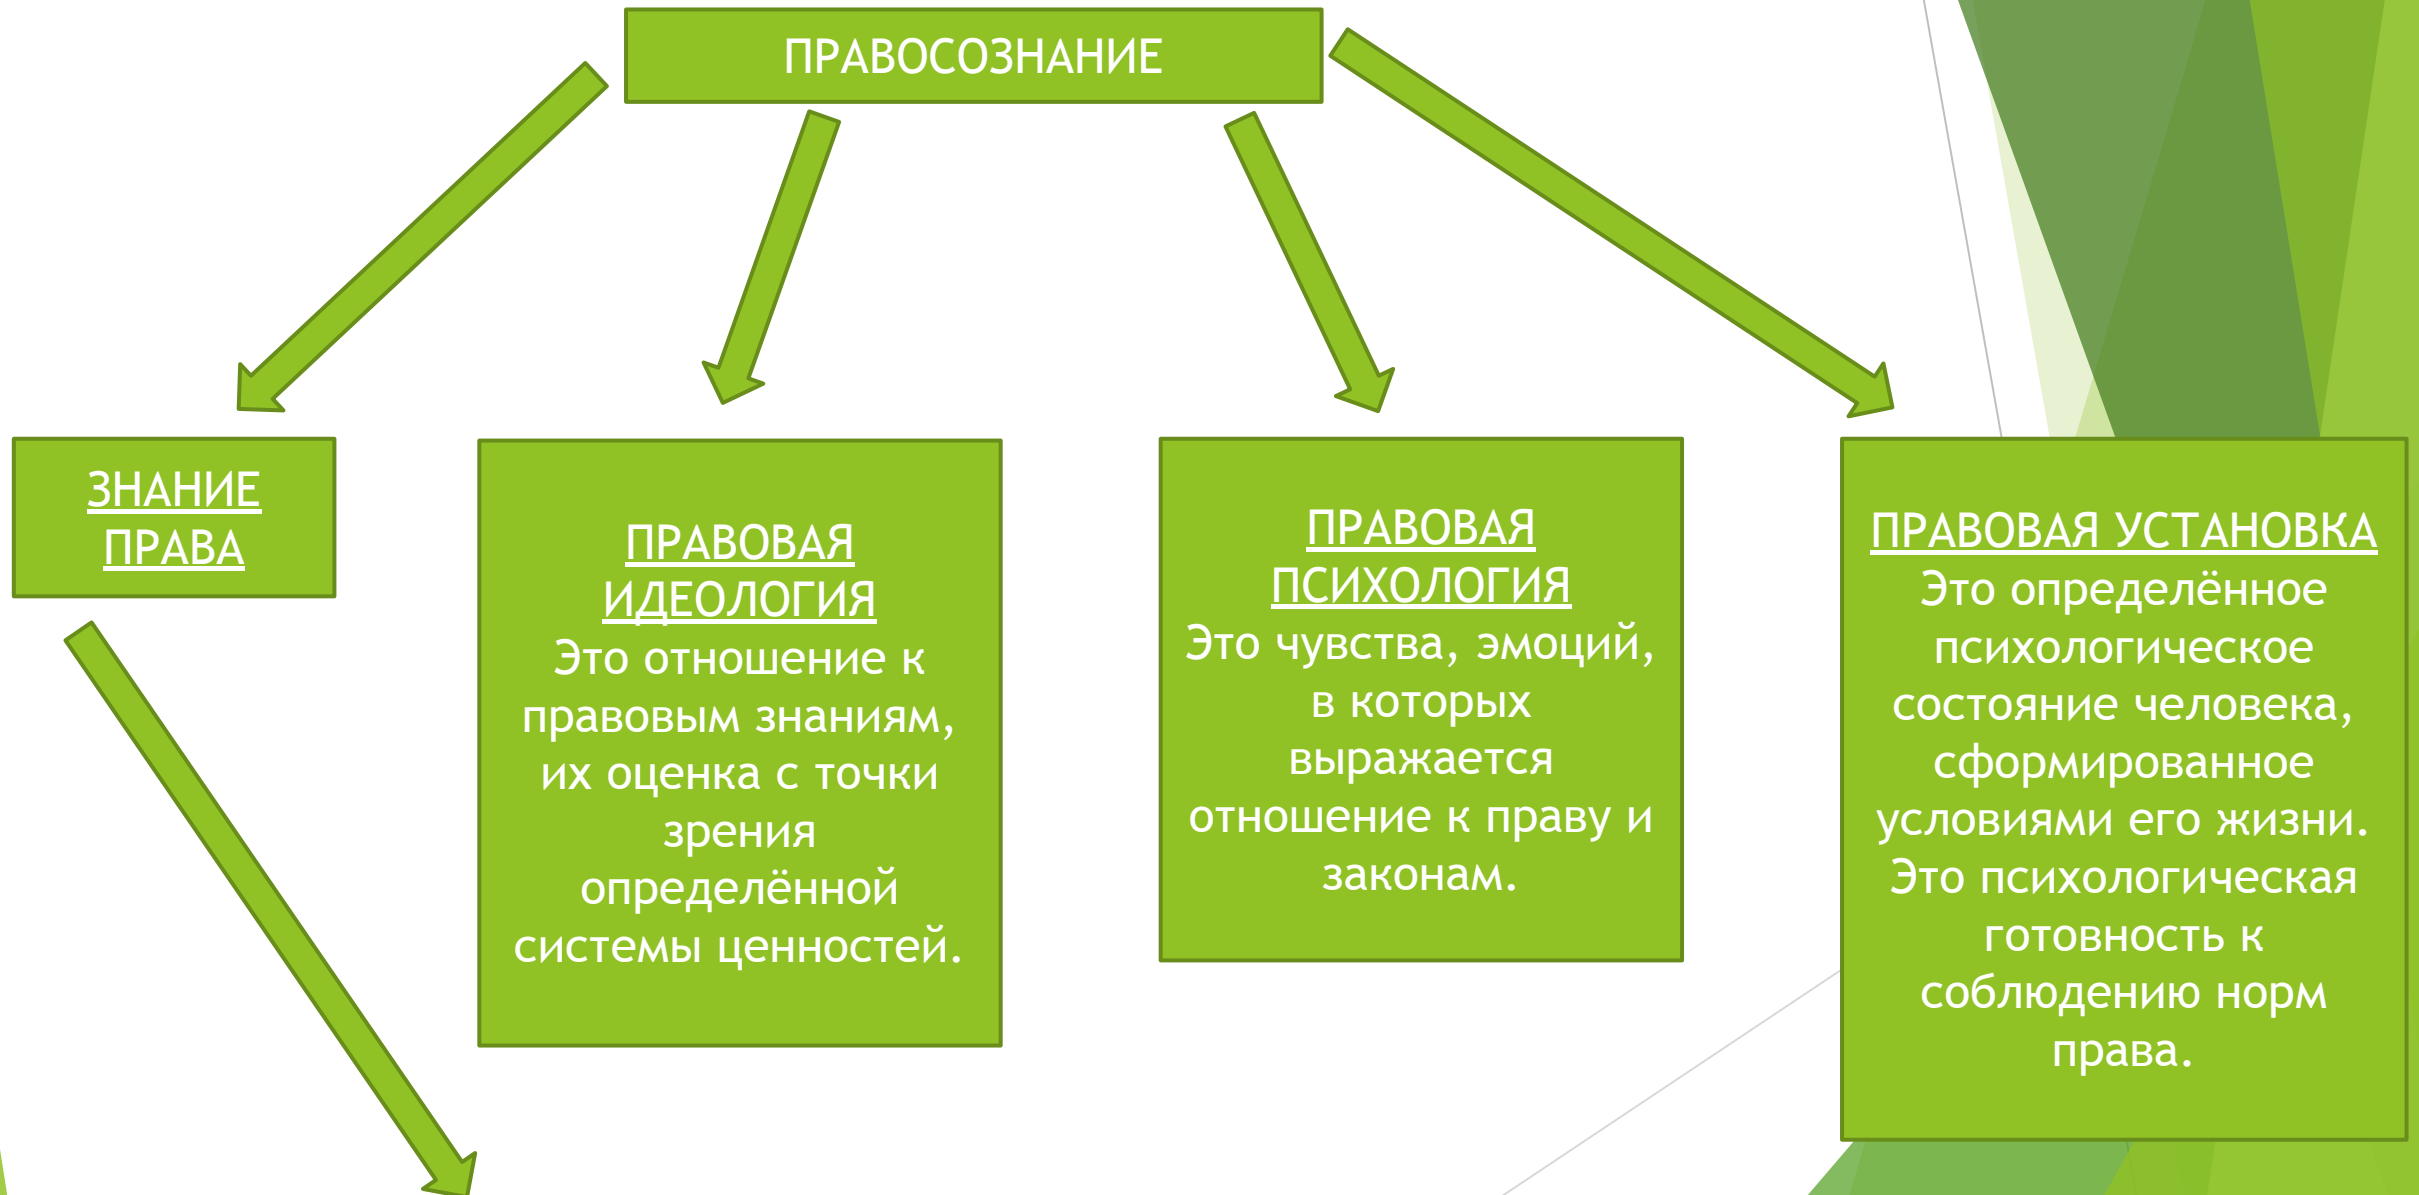 ПРАВОСОЗНАНИЕ
ЗНАНИЕ
ПРАВА
ПРАВОВАЯ
ИДЕОЛОГИЯ
Это отношение к
правовым знаниям,
их оценка с точки
зрения
определённой
системы ценностей.
ПРАВОВАЯ
ПСИХОЛОГИЯ
Это чувства, эмоций,
в которых
выражается
отношение к праву и
законам.
ПРАВОВАЯ УСТАНОВКА
Это определённое
психологическое
состояние человека,
сформированное
условиями его жизни.
Это психологическая
готовность к
соблюдению норм
права.